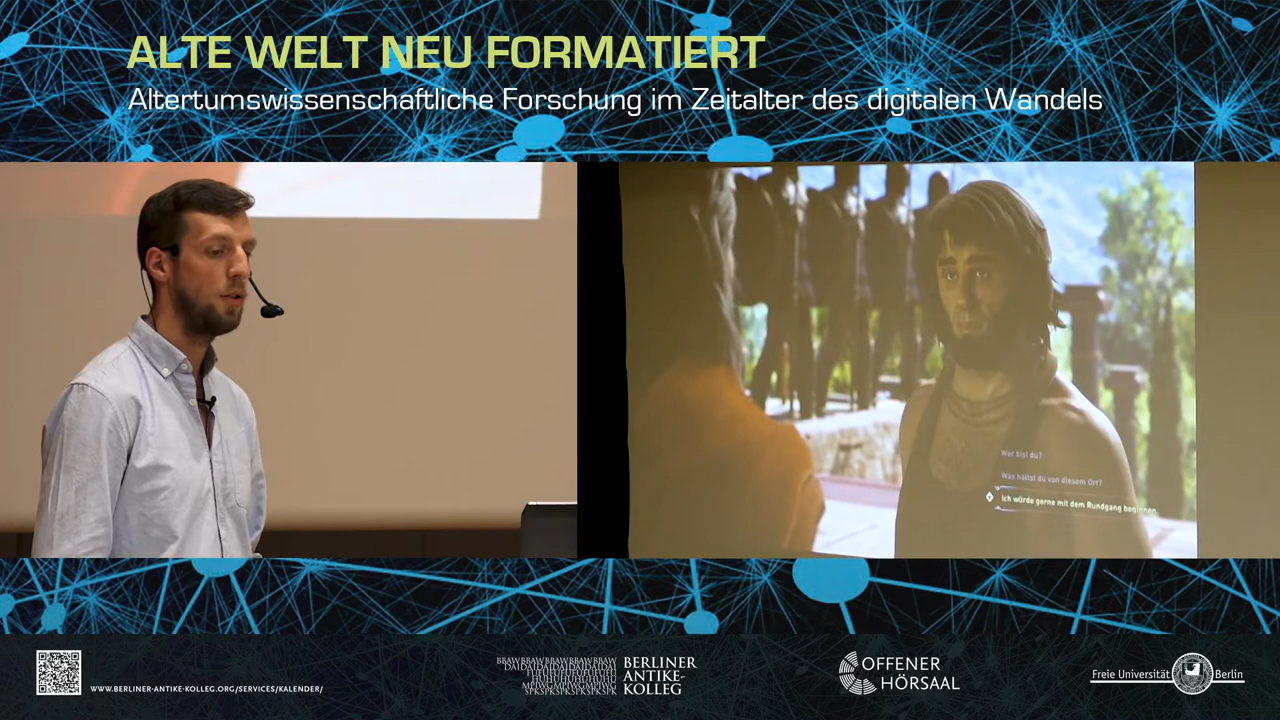 ALTE WELT NEU FORMATIERT
Altertumswissenschaftliche Forschung im Zeitalter des digitalen Wandels
Wer bist du?
Was hältst du von diesem Ort?
Ich würde gerne mit dem Rundgang beginnen.
WWW.BERLINER-ANTIKE-KOLLEG.ORG/SERVICES/KALENDER/
BERLINER
ANTIKE-
KOLLEG
OFFENER
HÖRSAAL
Freie Universität Berlin